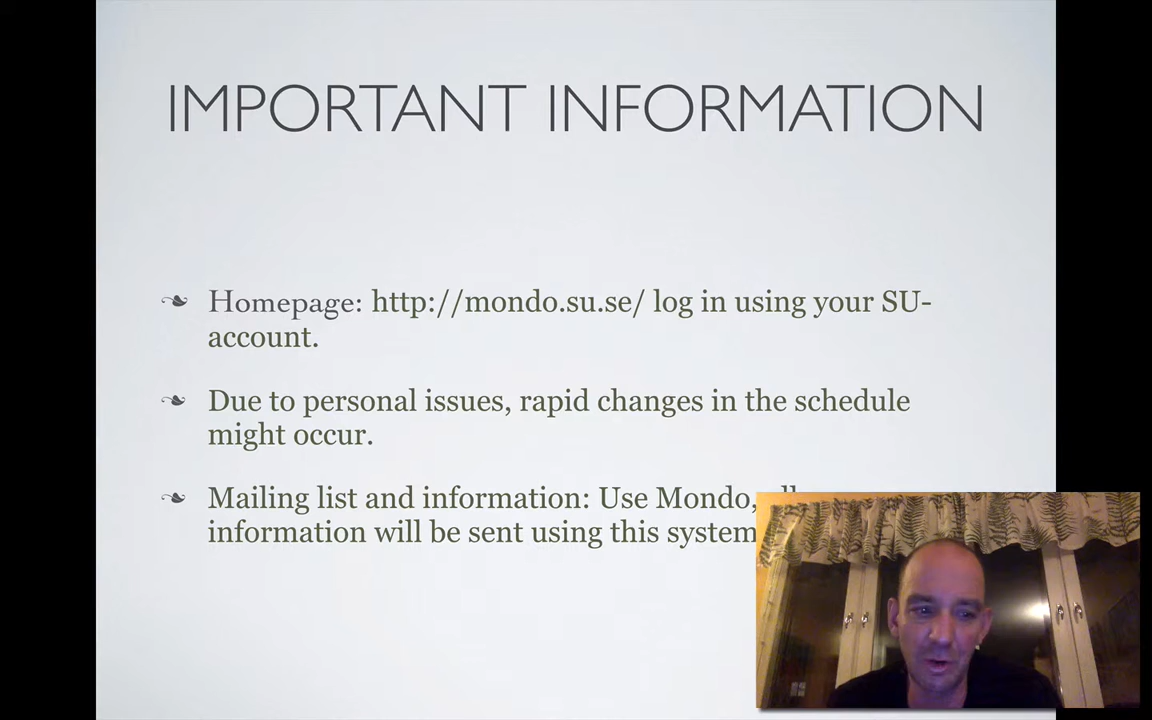 IMPORTANT INFORMATION
Homepage: http://mondo.su.se/ log in using your SU-
account.
Due to personal issues, rapid changes in the schedule
might occur.
Mailing list and information: Use Mondo,
information will be sent using this system